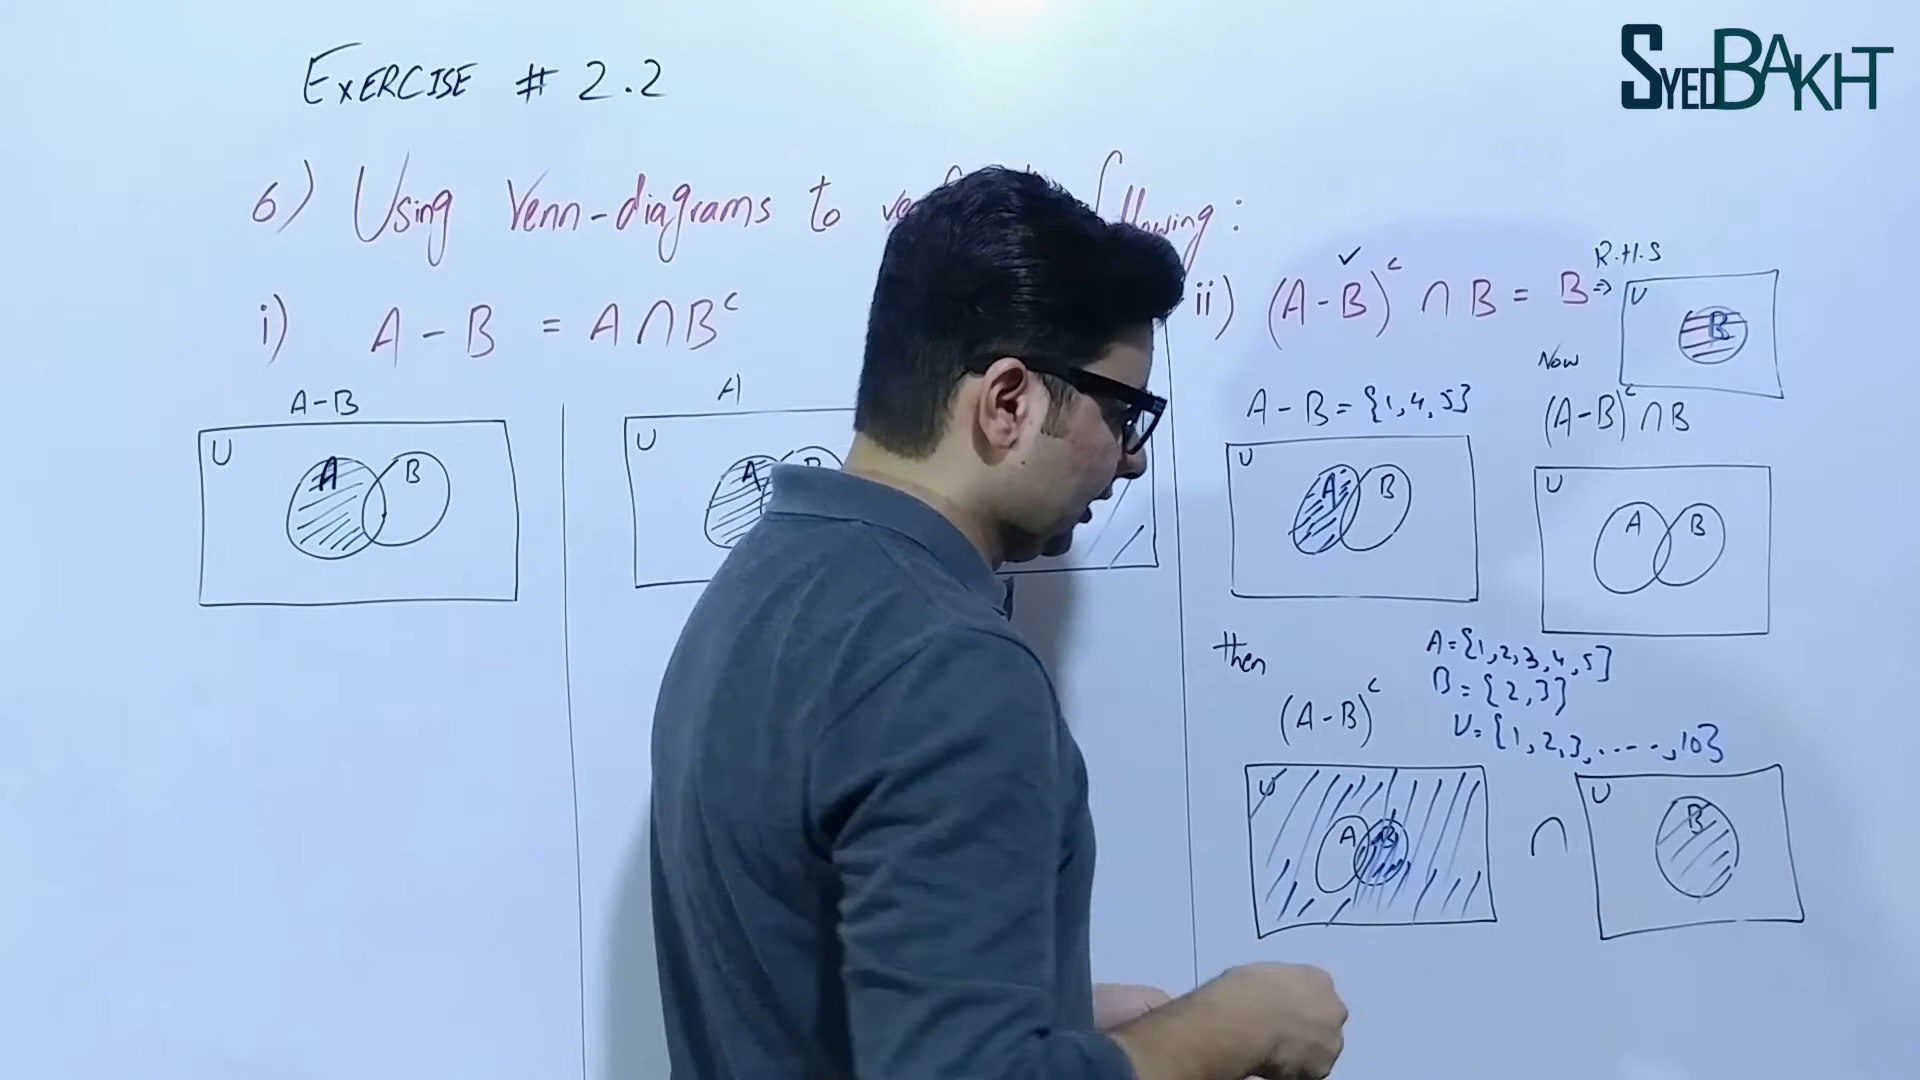 SYEDBAKHT
EXERCISE # 2.2
6) Using Venn-diagrams to
:
i) A - B = A ∩ B^c
A-B
U
A
B
A
U
A
B
ii) (A-B)^c ∩ B = B ⇒
✓
R.H.S
U
B
A - B = {1, 4, 5}
U
A
B
Now
(A-B)^c ∩ B
U
A
B
then
A = {1, 2, 3, 4, 5}
B = {2, 3}
U = {1, 2, 3, ....., 10}
(A-B)^c
U
A
B
∩
U
B